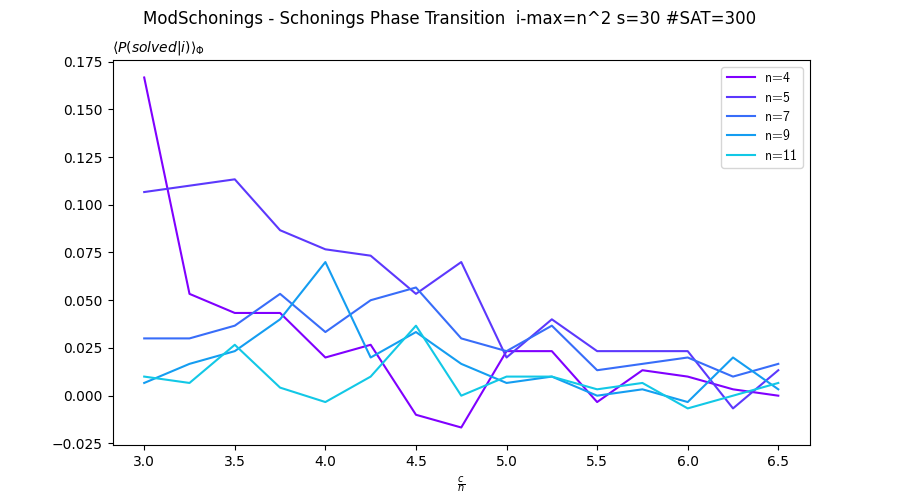 ModSchonings - Schonings Phase Transition  i-max=n^2 s=30 #SAT=300
⟨P(solved|i)⟩Φ
0.175
0.150
0.125
0.100
0.075
0.050
0.025
0.000
−0.025
n=4
n=5
n=7
n=9
n=11
3.0 3.5 4.0 4.5 5.0 5.5 6.0 6.5
c/n